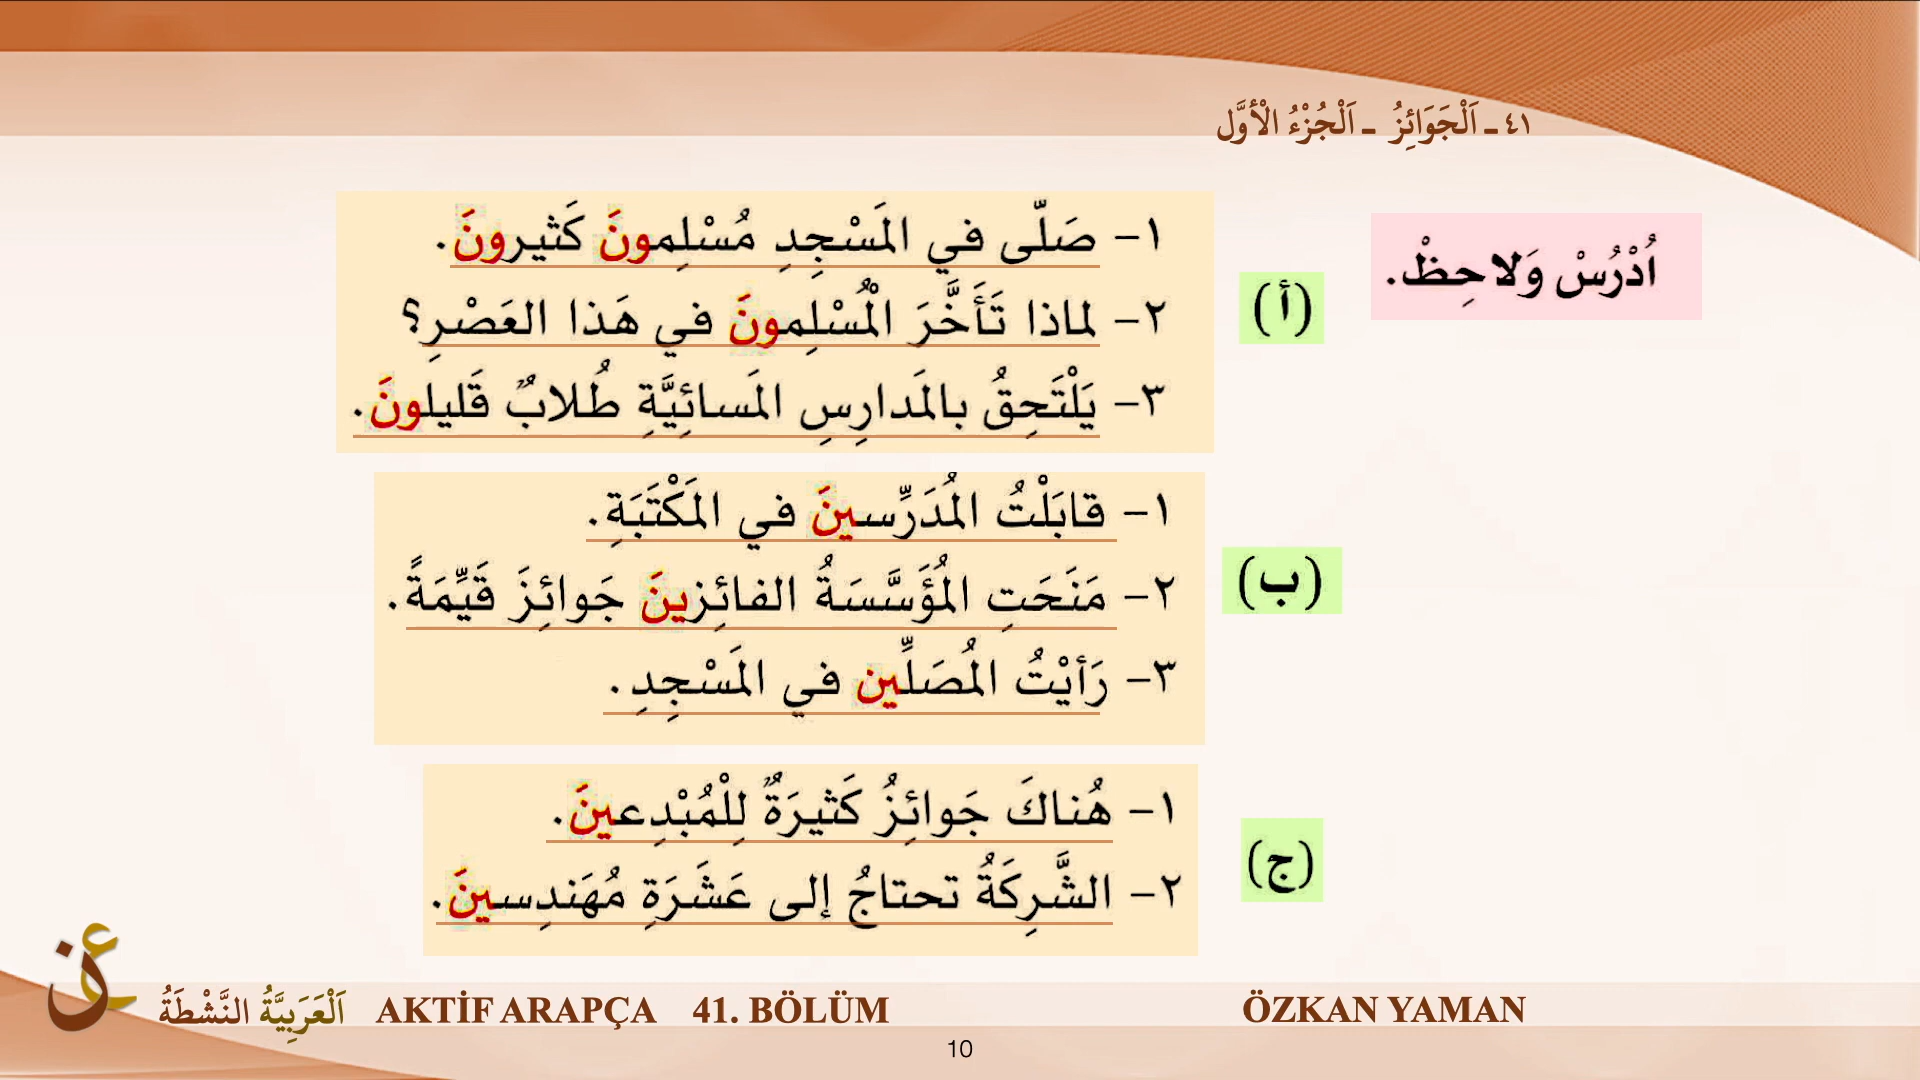 ٤١ ـ اَلْجَوَائِزُ ـ اَلْجُزْءُ الْأَوَّل
اُدْرُسْ وَلاحِظْ.
(أ)
١- صَلّى في المَسْجِدِ مُسْلِمونَ كَثيرونَ.
٢- لماذا تَأَخَّرَ الْمُسْلِمونَ في هَذا العَصْرِ؟
٣- يَلْتَحِقُ بالمَدارِسِ المَسائِيَّةِ طُلابٌ قَليلونَ.
(ب)
١- قابَلْتُ المُدَرِّسينَ في المَكْتَبَةِ.
٢- مَنَحَتِ المُؤَسَّسَةُ الفائِزينَ جَوائِزَ قَيِّمَةً.
٣- رَأيْتُ المُصَلِّين في المَسْجِدِ.
(ج)
١- هُناكَ جَوائِزُ كَثيرَةٌ لِلْمُبْدِعينَ.
٢- الشَّرِكَةُ تحتاجُ إلى عَشَرَةِ مُهَندِسينَ.
اَلْعَرَبِيَّةُ النَّشْطَةُ AKTİF ARAPÇA 41. BÖLÜM ÖZKAN YAMAN
10